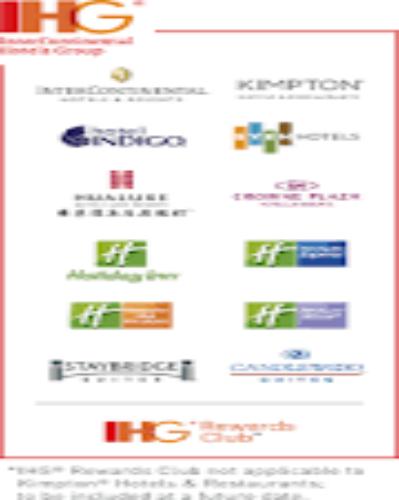 IHG®
InterContinental
Hotels Group
INTERCONTINENTAL
HOTELS & RESORTS
KIMPTON®
HOTELS & RESTAURANTS
hotel
INDIGO
HOTELS
HUALUXE
CROWNE PLAZA
H
Holiday Inn
H
H
H
STAYBRIDGE
SUITES
CANDLEWOOD
SUITES
IHG® Rewards
Club™
*IHG® Rewards Club not applicable to
Kimpton® Hotels & Restaurants;
to be included at a future date.